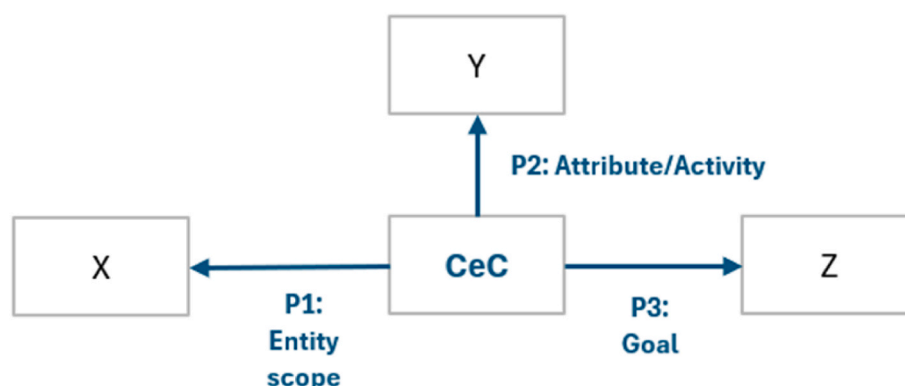 Y
P2: Attribute/Activity
X
CeC
Z
P1:
Entity
scope
P3:
Goal